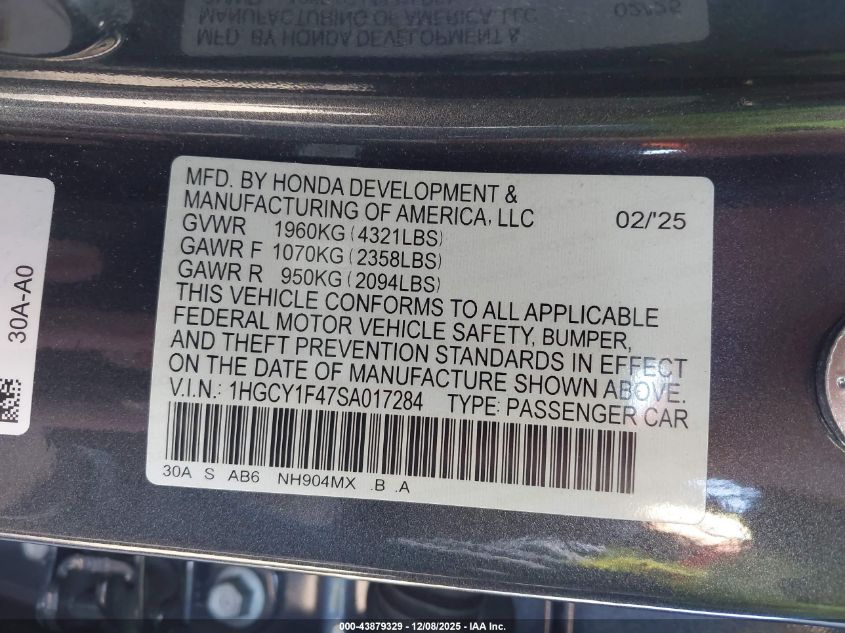 MFD. BY HONDA DEVELOPMENT &
MANUFACTURING OF AMERICA, LLC 02/'25
GVWR 1960KG (4321LBS)
GAWR F 1070KG (2358LBS)
GAWR R 950KG (2094LBS)
THIS VEHICLE CONFORMS TO ALL APPLICABLE
FEDERAL MOTOR VEHICLE SAFETY, BUMPER,
AND THEFT PREVENTION STANDARDS IN EFFECT
ON THE DATE OF MANUFACTURE SHOWN ABOVE.
V.I.N.: 1HGCY1F47SA017284 TYPE: PASSENGER CAR
30A S AB6 NH904MX .B .A
30A-A0
000-43879329 - 12/08/2025 - IAA Inc.